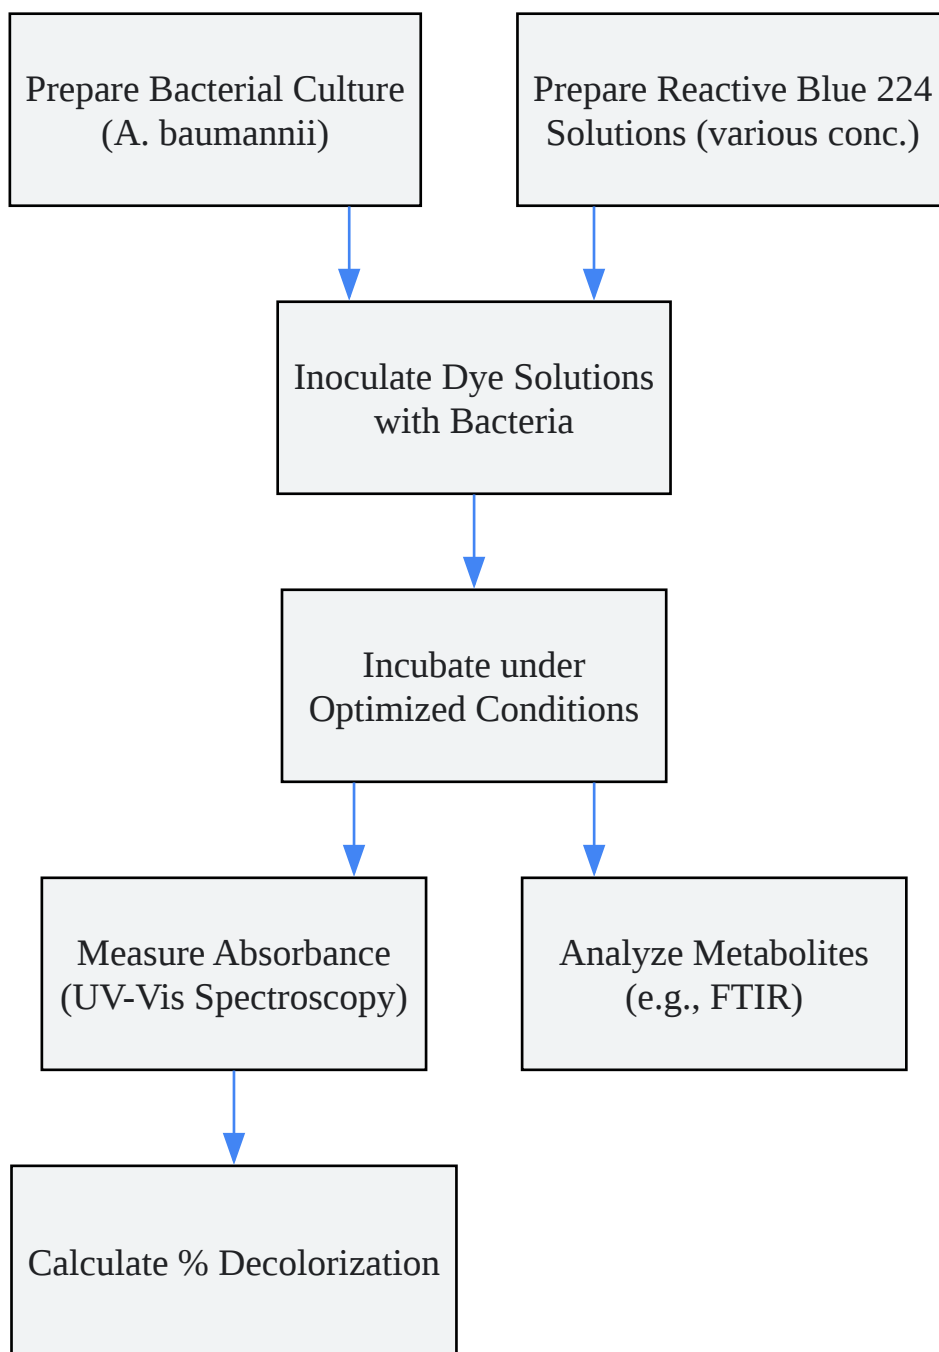 Prepare Bacterial Culture
(A. baumannii)
Prepare Reactive Blue 224
Solutions (various conc.)
Inoculate Dye Solutions
with Bacteria
Incubate under
Optimized Conditions
Measure Absorbance
(UV-Vis Spectroscopy)
Analyze Metabolites
(e.g., FTIR)
Calculate % Decolorization